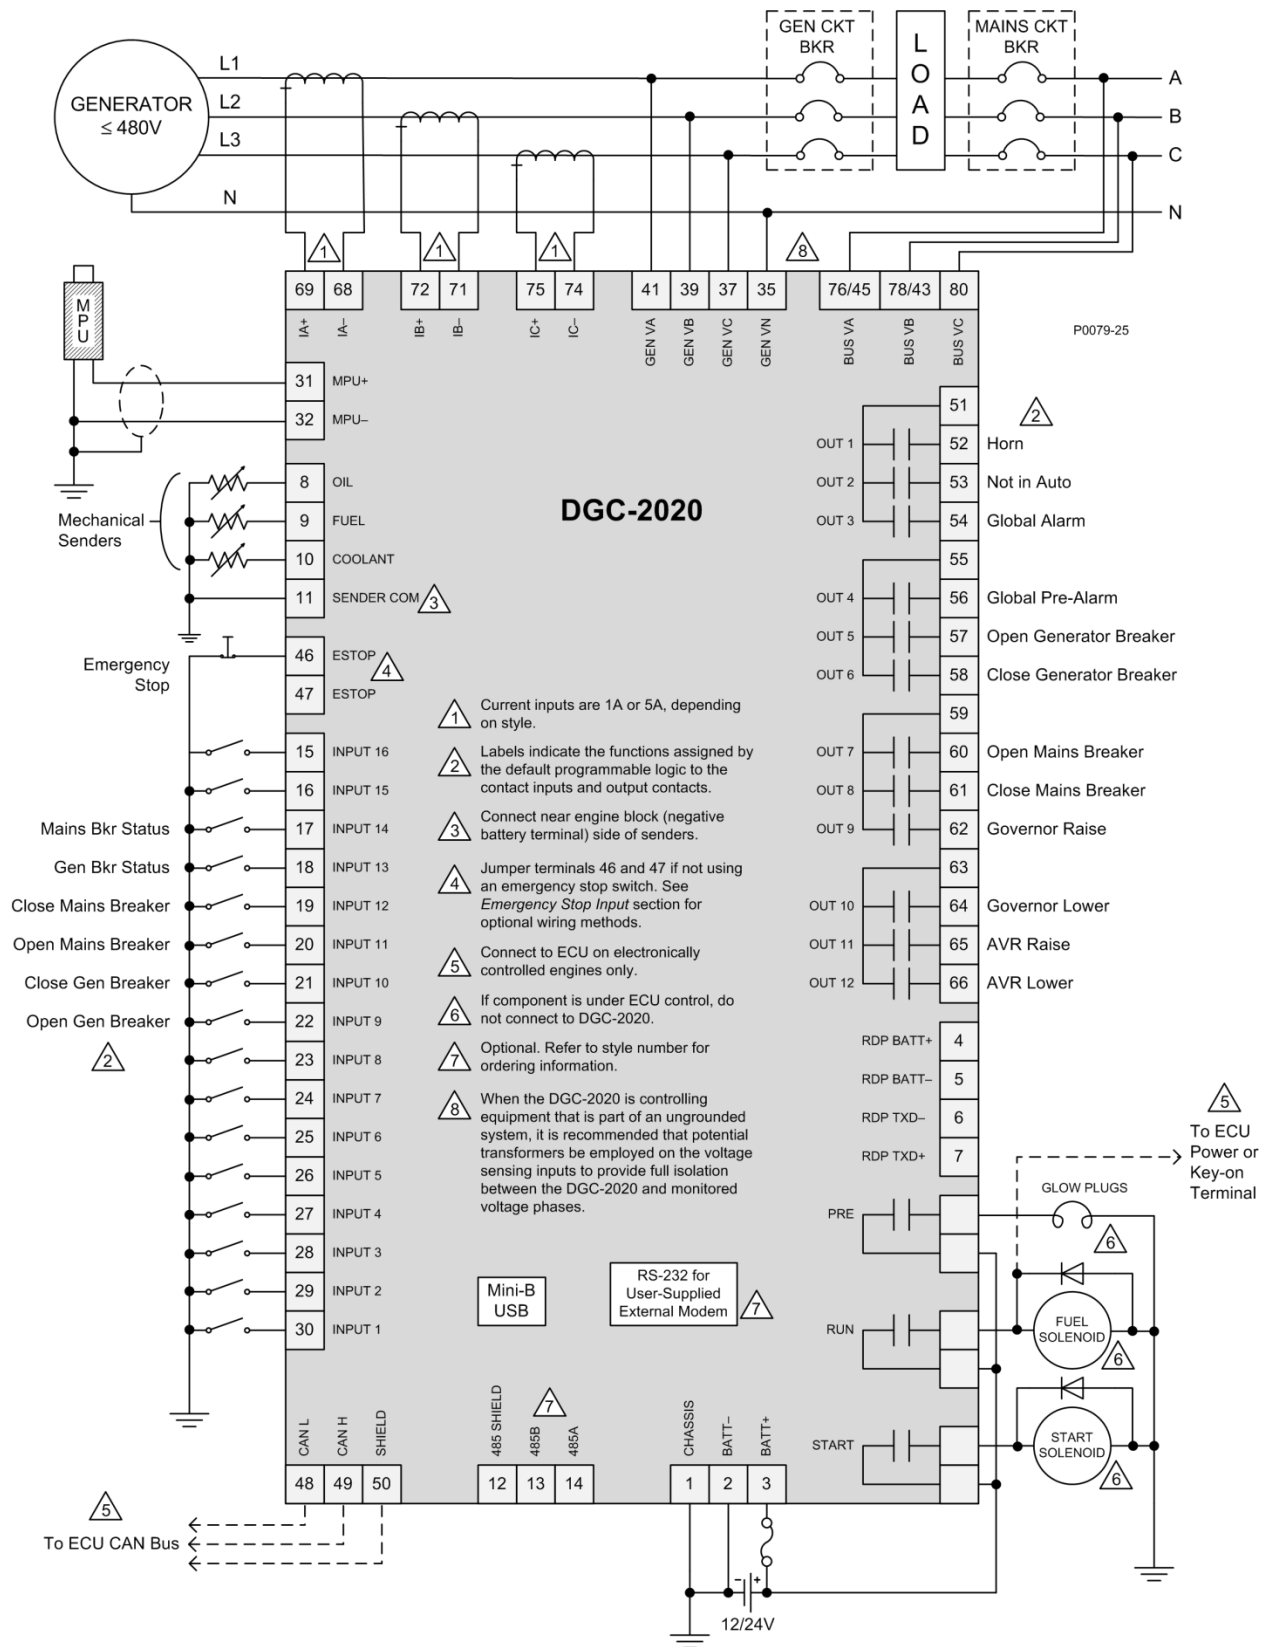 GEN CKT
BKR
MAINS CKT
BKR
L
O
A
D
GENERATOR
≤ 480V
L1
L2
L3
N
A
B
C
N
1
1
1
8
69
68
72
71
75
74
41
39
37
35
76/45
78/43
80
IA+
IA–
IB+
IB–
IC+
IC–
GEN VA
GEN VB
GEN VC
GEN VN
BUS VA
BUS VB
BUS VC
P0079-25
MPU
31 MPU+
32 MPU–
8 OIL
9 FUEL
10 COOLANT
11 SENDER COM
3
Mechanical
Senders
DGC-2020
Emergency
Stop
46 ESTOP
4
47 ESTOP
15 INPUT 16
16 INPUT 15
Mains Bkr Status 17 INPUT 14
Gen Bkr Status 18 INPUT 13
Close Mains Breaker 19 INPUT 12
Open Mains Breaker 20 INPUT 11
Close Gen Breaker 21 INPUT 10
Open Gen Breaker 22 INPUT 9
2
23 INPUT 8
24 INPUT 7
25 INPUT 6
26 INPUT 5
27 INPUT 4
28 INPUT 3
29 INPUT 2
30 INPUT 1
1 Current inputs are 1A or 5A, depending
on style.
2 Labels indicate the functions assigned by
the default programmable logic to the
contact inputs and output contacts.
3 Connect near engine block (negative
battery terminal) side of senders.
4 Jumper terminals 46 and 47 if not using
an emergency stop switch. See
Emergency Stop Input section for
optional wiring methods.
5 Connect to ECU on electronically
controlled engines only.
6 If component is under ECU control, do
not connect to DGC-2020.
7 Optional. Refer to style number for
ordering information.
8 When the DGC-2020 is controlling
equipment that is part of an ungrounded
system, it is recommended that potential
transformers be employed on the voltage
sensing inputs to provide full isolation
between the DGC-2020 and monitored
voltage phases.
51
2
OUT 1 52 Horn
OUT 2 53 Not in Auto
OUT 3 54 Global Alarm
55
OUT 4 56 Global Pre-Alarm
OUT 5 57 Open Generator Breaker
OUT 6 58 Close Generator Breaker
59
OUT 7 60 Open Mains Breaker
OUT 8 61 Close Mains Breaker
OUT 9 62 Governor Raise
63
OUT 10 64 Governor Lower
OUT 11 65 AVR Raise
OUT 12 66 AVR Lower
RDP BATT+ 4
RDP BATT– 5
RDP TXD– 6
RDP TXD+ 7
5
To ECU
Power or
Key-on
Terminal
PRE
GLOW PLUGS
6
RUN
FUEL
SOLENOID
6
START
START
SOLENOID
6
Mini-B
USB
RS-232 for
User-Supplied
External Modem
7
CAN L
CAN H
SHIELD
485 SHIELD
485B
485A
7
CHASSIS
BATT–
BATT+
48
49
50
12
13
14
1
2
3
5
To ECU CAN Bus
- +
12/24V